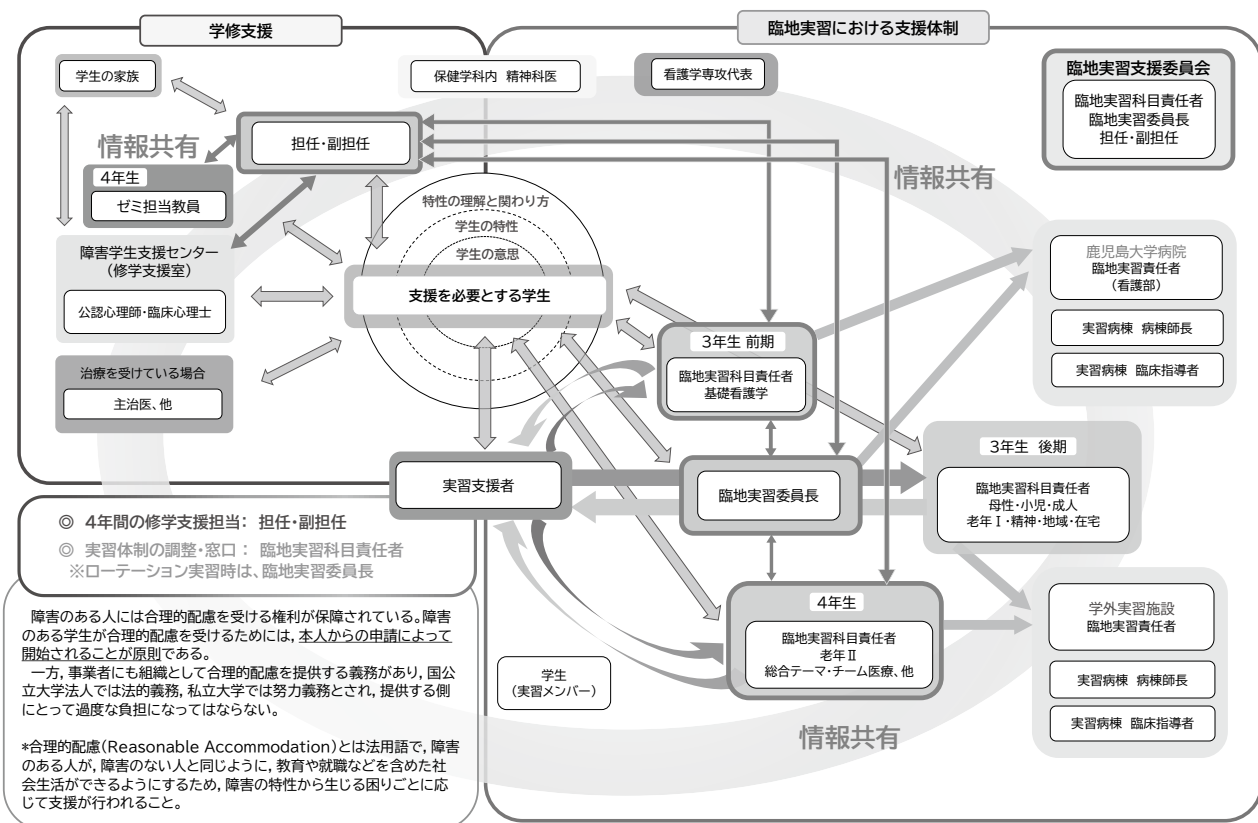 学修支援
臨地実習における支援体制
学生の家族
保健学科内 精神科医
看護学専攻代表
臨地実習支援委員会
臨地実習科目責任者
臨地実習委員長
担任・副担任
情報共有
担任・副担任
4年生
ゼミ担当教員
情報共有
特性の理解と関わり方
学生の特性
学生の意思
支援を必要とする学生
障害学生支援センター
(修学支援室)
公認心理師・臨床心理士
治療を受けている場合
主治医、他
鹿児島大学病院
臨地実習責任者
(看護部)
実習病棟 病棟師長
実習病棟 臨床指導者
3年生 前期
臨地実習科目責任者
基礎看護学
実習支援者
臨地実習委員長
3年生 後期
臨地実習科目責任者
母性・小児・成人
老年Ⅰ・精神・地域・在宅
◎ 4年間の修学支援担当: 担任・副担任
◎ 実習体制の調整・窓口: 臨地実習科目責任者
※ローテーション実習時は、臨地実習委員長
4年生
臨地実習科目責任者
老年Ⅱ
総合テーマ・チーム医療、他
学外実習施設
臨地実習責任者
実習病棟 病棟師長
実習病棟 臨床指導者
学生
(実習メンバー)
情報共有
障害のある人には合理的配慮を受ける権利が保障されている。障害
のある学生が合理的配慮を受けるためには, 本人からの申請によって
開始されることが原則である。
一方, 事業者にも組織として合理的配慮を提供する義務があり, 国公
立大学法人では法的義務, 私立大学では努力義務とされ, 提供する側
にとって過度な負担になってはならない。
*合理的配慮(Reasonable Accommodation)とは法用語で, 障害
のある人が, 障害のない人と同じように, 教育や就職などを含めた社
会生活ができるようにするため, 障害の特性から生じる困りごとに応
じて支援が行われること。